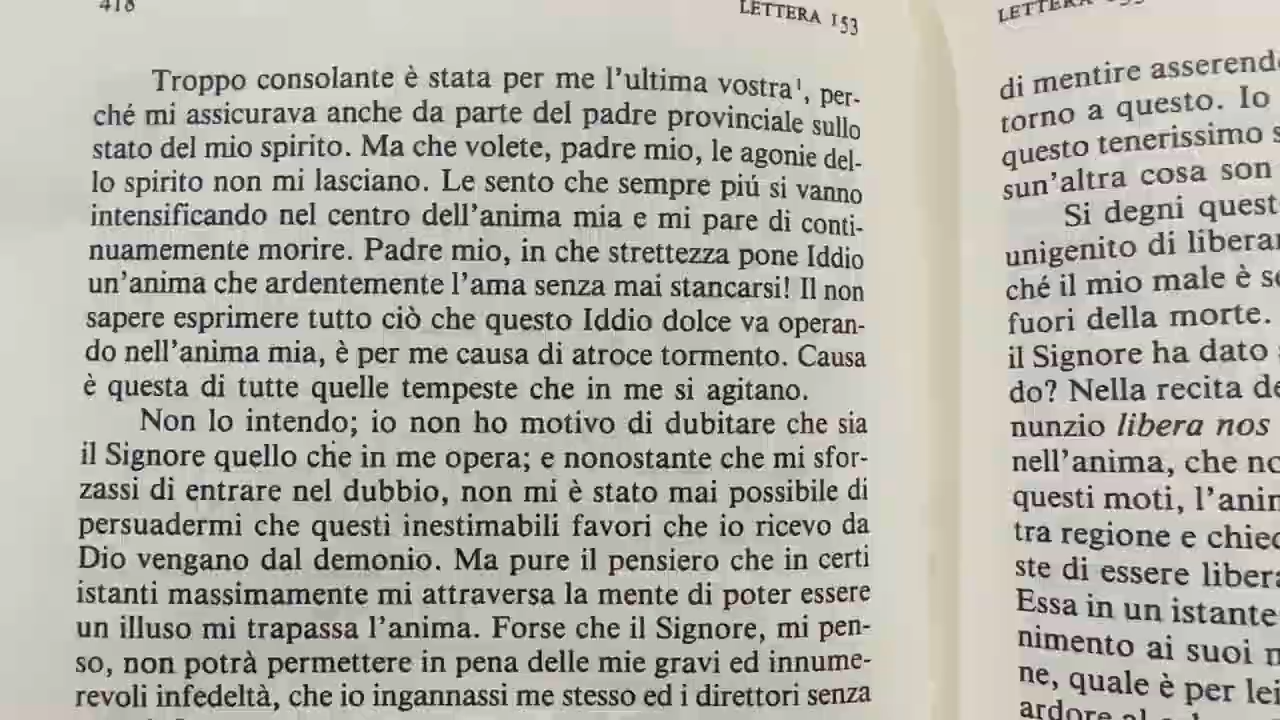 418
LETTERA 153
Troppo consolante è stata per me l'ultima vostra¹, per-
ché mi assicurava anche da parte del padre provinciale sullo
stato del mio spirito. Ma che volete, padre mio, le agonie del-
lo spirito non mi lasciano. Le sento che sempre piú si vanno
intensificando nel centro dell'anima mia e mi pare di conti-
nuamemente morire. Padre mio, in che strettezza pone Iddio
un'anima che ardentemente l'ama senza mai stancarsi! Il non
sapere esprimere tutto ciò che questo Iddio dolce va operan-
do nell'anima mia, è per me causa di atroce tormento. Causa
è questa di tutte quelle tempeste che in me si agitano.
Non lo intendo; io non ho motivo di dubitare che sia
il Signore quello che in me opera; e nonostante che mi sfor-
zassi di entrare nel dubbio, non mi è stato mai possibile di
persuadermi che questi inestimabili favori che io ricevo da
Dio vengano dal demonio. Ma pure il pensiero che in certi
istanti massimamente mi attraversa la mente di poter essere
un illuso mi trapassa l'anima. Forse che il Signore, mi pen-
so, non potrà permettere in pena delle mie gravi ed innume-
revoli infedeltà, che io ingannassi me stesso ed i direttori senza
LETTERA
di mentire
torno a questo. Io
questo tenerissimo
sun'altra cosa son
Si degni
unigenito di
ché il mio male è
fuori della morte.
il Signore ha dato
do? Nella recita
nunzio libera nos
nell'anima, che
questi moti,
tra regione e
ste di essere
Essa in un istante
nimento ai suoi
ne, quale è per lei
ardore